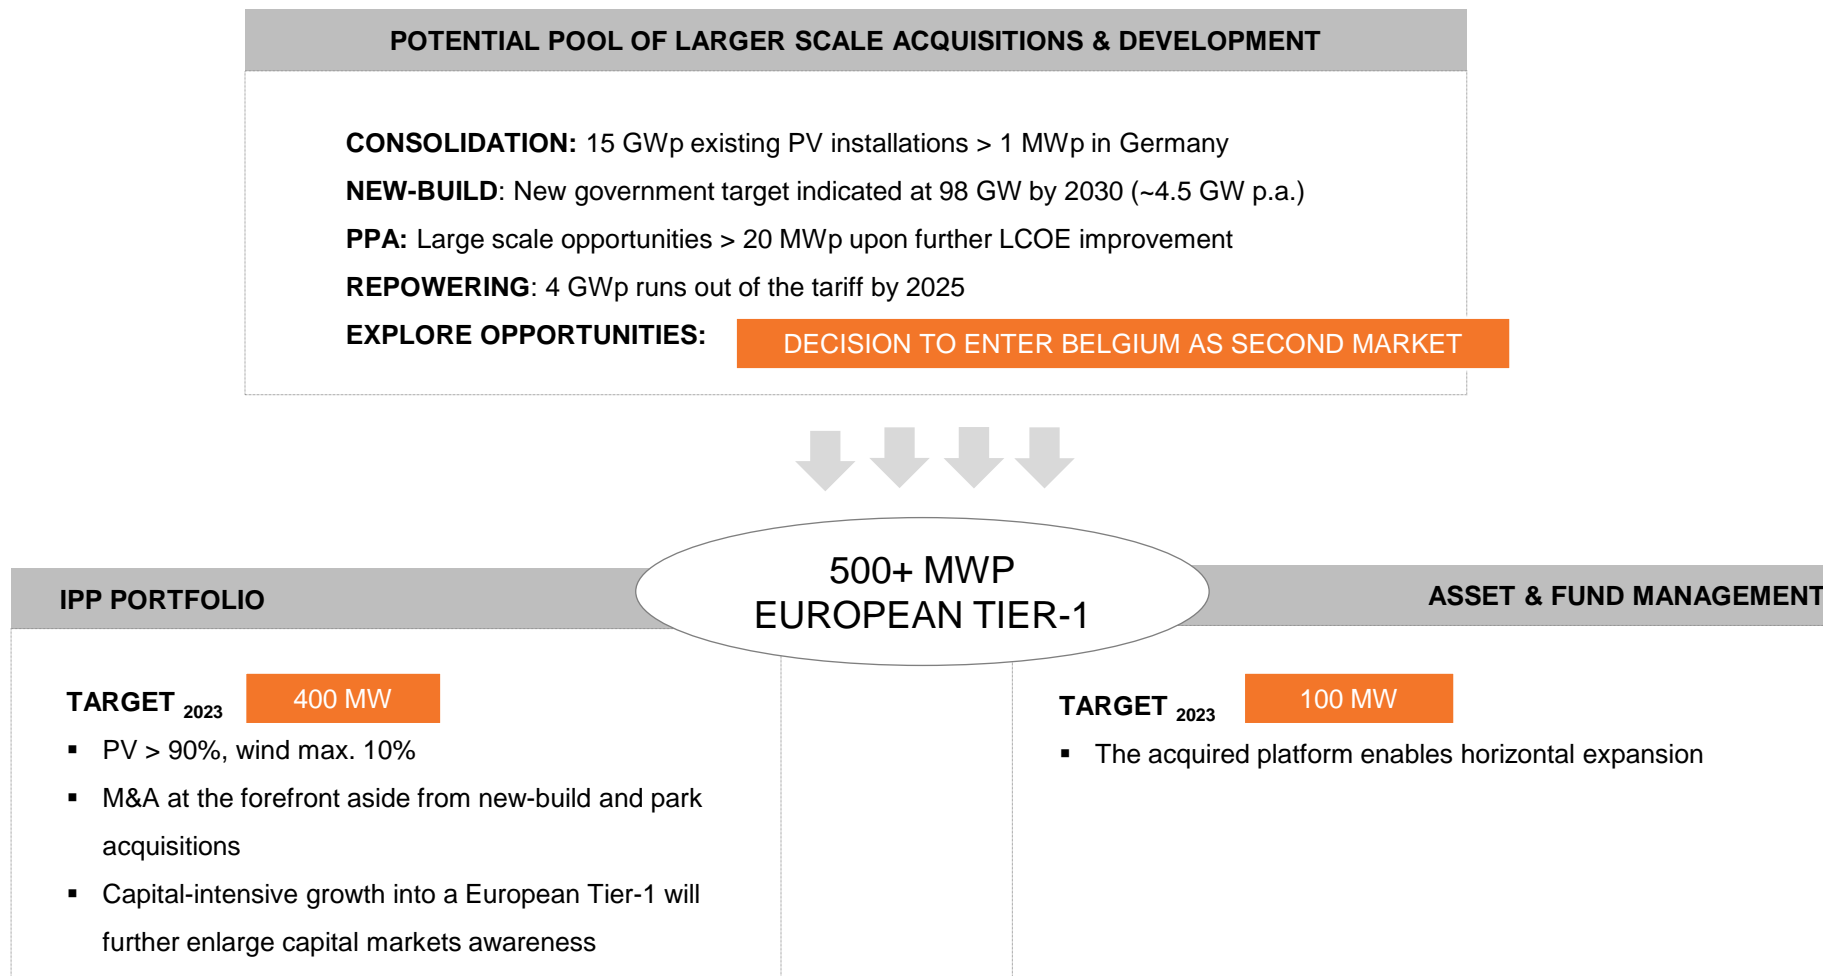 POTENTIAL POOL OF LARGER SCALE ACQUISITIONS & DEVELOPMENT
CONSOLIDATION: 15 GWp existing PV installations > 1 MWp in Germany
NEW-BUILD: New government target indicated at 98 GW by 2030 (~4.5 GW p.a.)
PPA: Large scale opportunities > 20 MWp upon further LCOE improvement
REPOWERING: 4 GWp runs out of the tariff by 2025
EXPLORE OPPORTUNITIES: DECISION TO ENTER BELGIUM AS SECOND MARKET
500+ MWP
EUROPEAN TIER-1
IPP PORTFOLIO
TARGET 2023 400 MW
▪ PV > 90%, wind max. 10%
▪ M&A at the forefront aside from new-build and park
acquisitions
▪ Capital-intensive growth into a European Tier-1 will
further enlarge capital markets awareness
ASSET & FUND MANAGEMENT
TARGET 2023 100 MW
▪ The acquired platform enables horizontal expansion